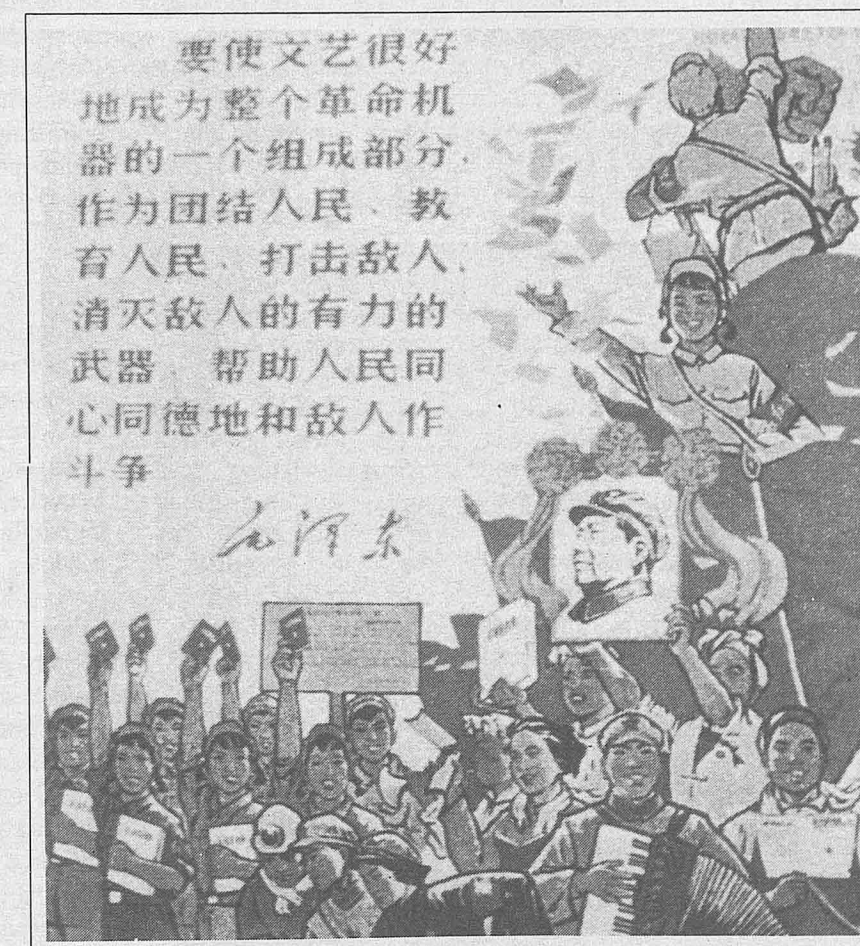 要使文艺很好
地成为整个革命机
器的一个组成部分,
作为团结人民、教
育人民、打击敌人、
消灭敌人的有力的
武器、帮助人民同
心同德地和敌人作
斗争
毛泽东